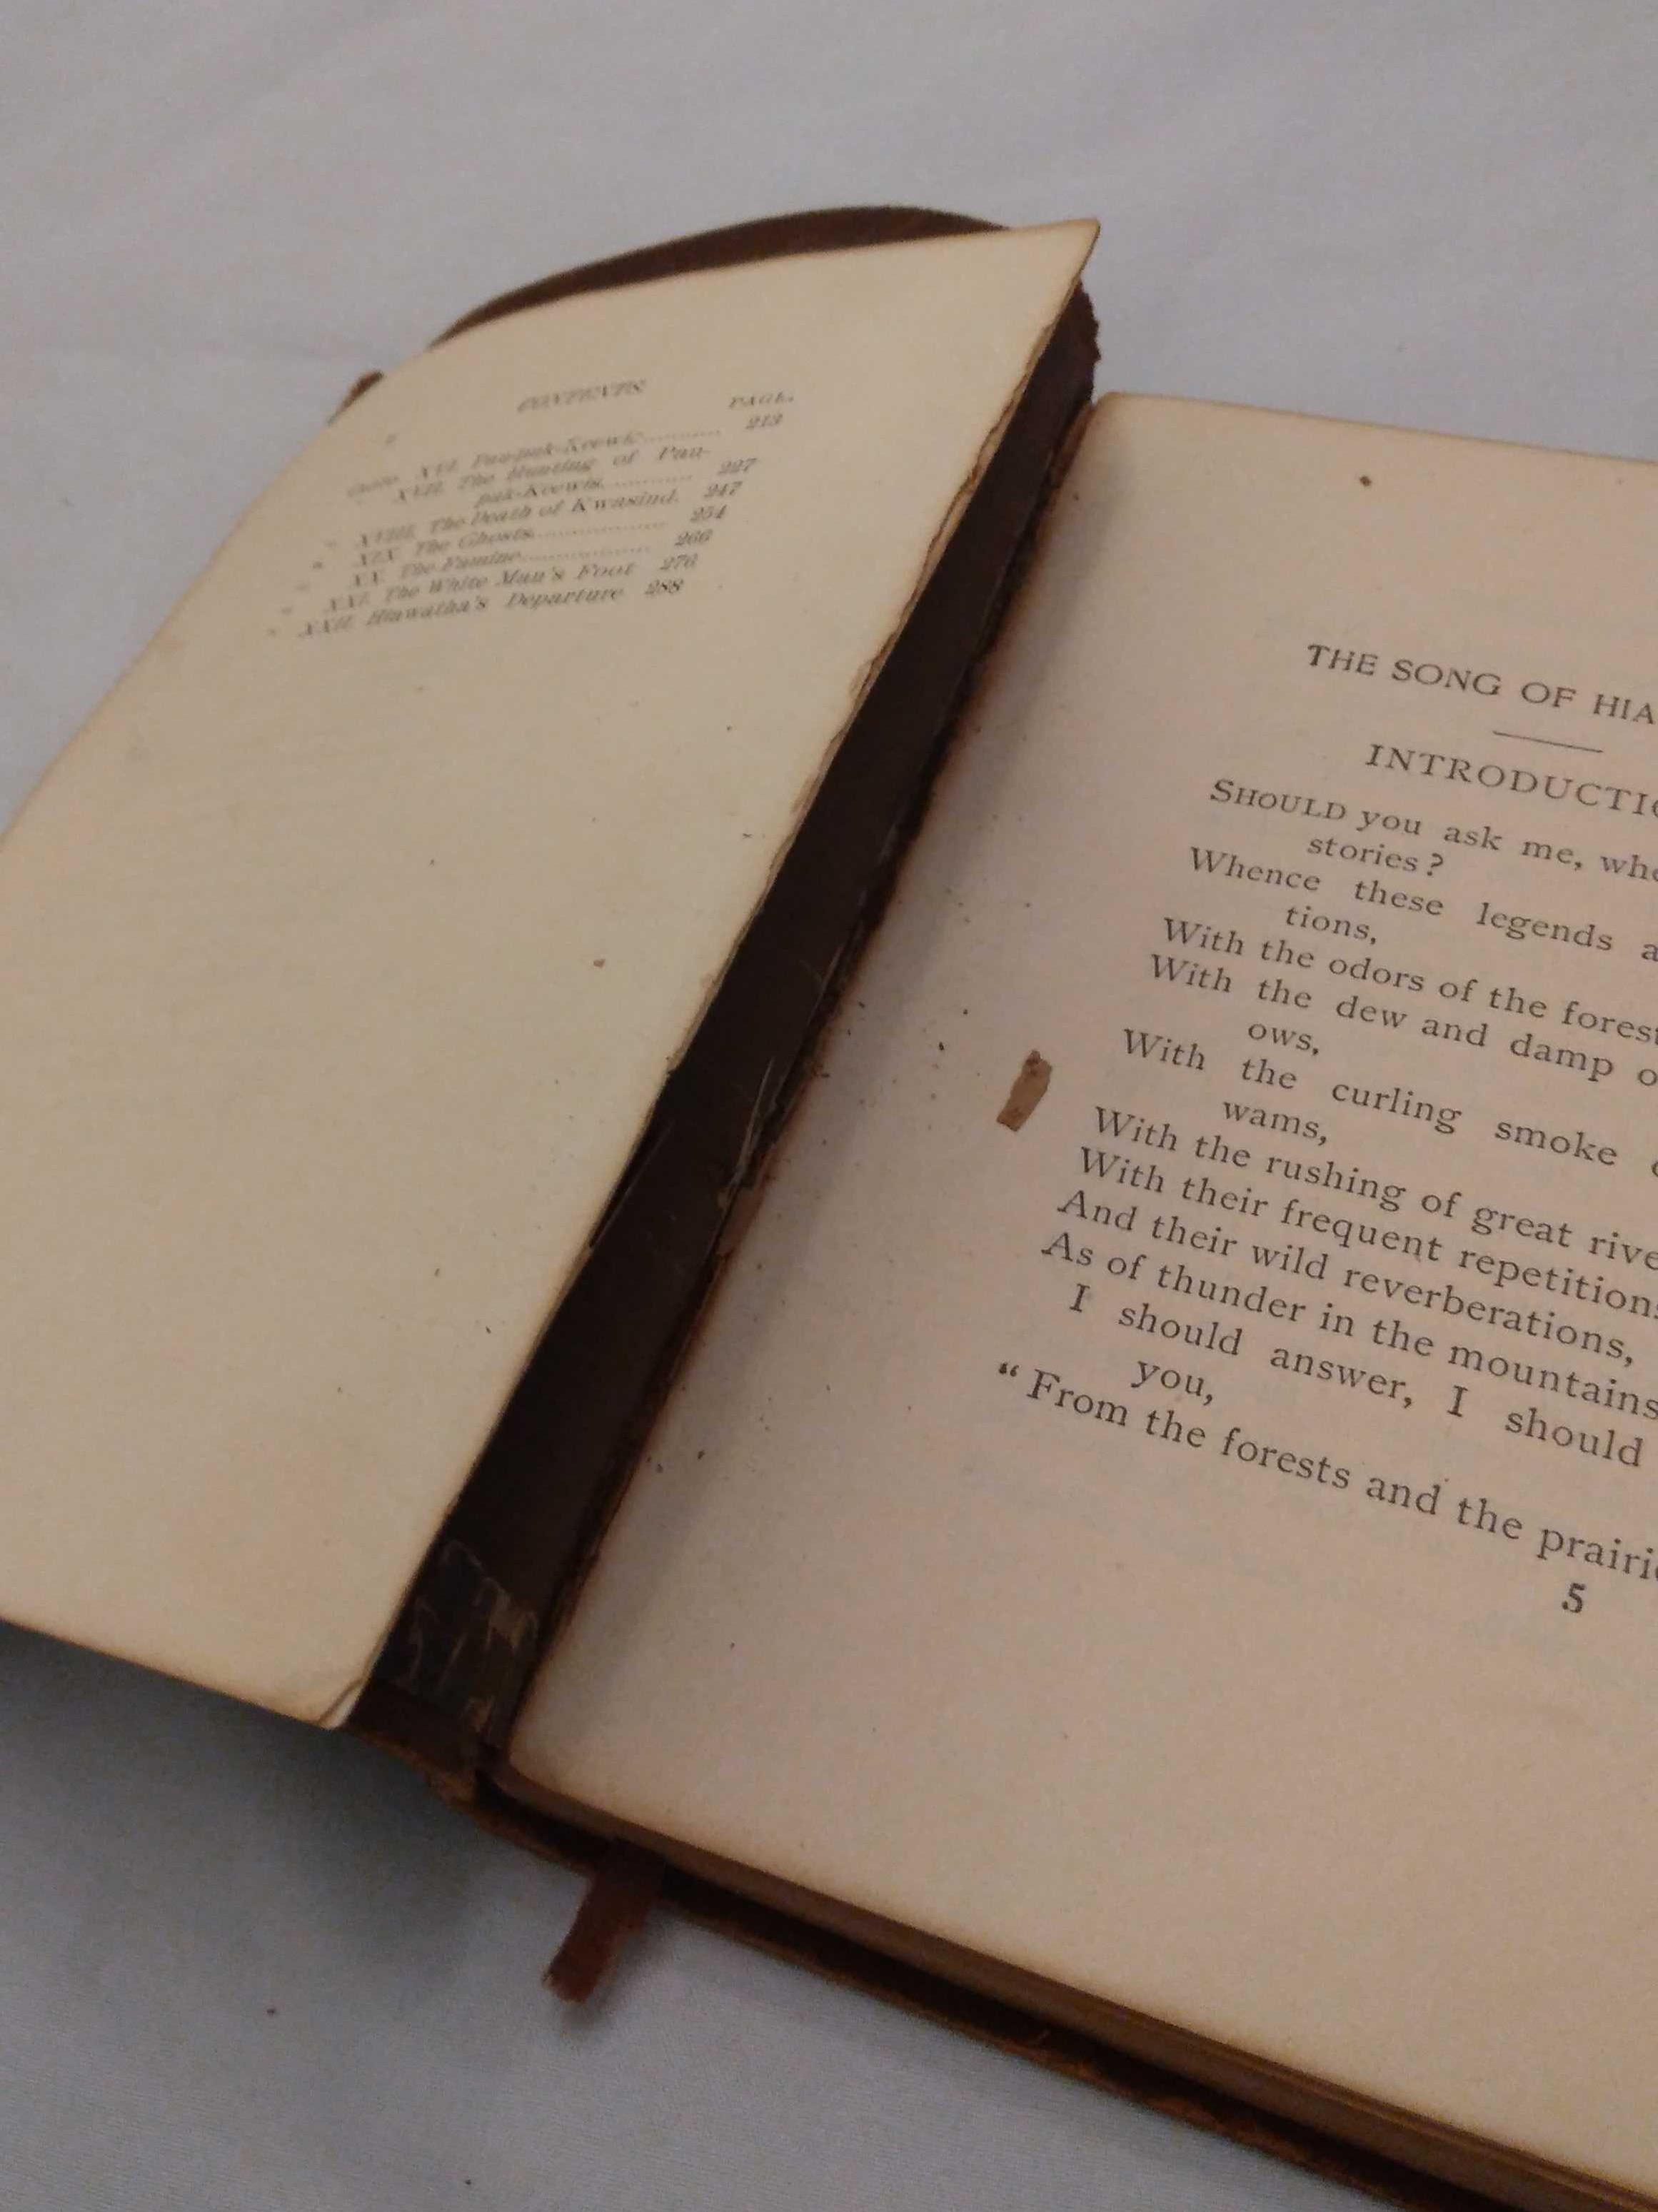 CONTENTS
PAGE.
Canto XVI. Pau-puk-Keewis............ 213
XVII. The Hunting of Pau-
puk-Keewis............ 227
" XVIII. The Death of Kwasind. 247
" XIX. The Ghosts.................. 254
" XX. The Famine.................. 266
" XXI. The White Man's Foot 276
" XXII. Hiawatha's Departure 288
THE SONG OF HIA
INTRODUCTIO
SHOULD you ask me, whe
stories?
Whence these legends a
tions,
With the odors of the forest
With the dew and damp o
ows,
With the curling smoke o
wams,
With the rushing of great rive
With their frequent repetitions
And their wild reverberations,
As of thunder in the mountains
I should answer, I should
you,
"From the forests and the prairie
5